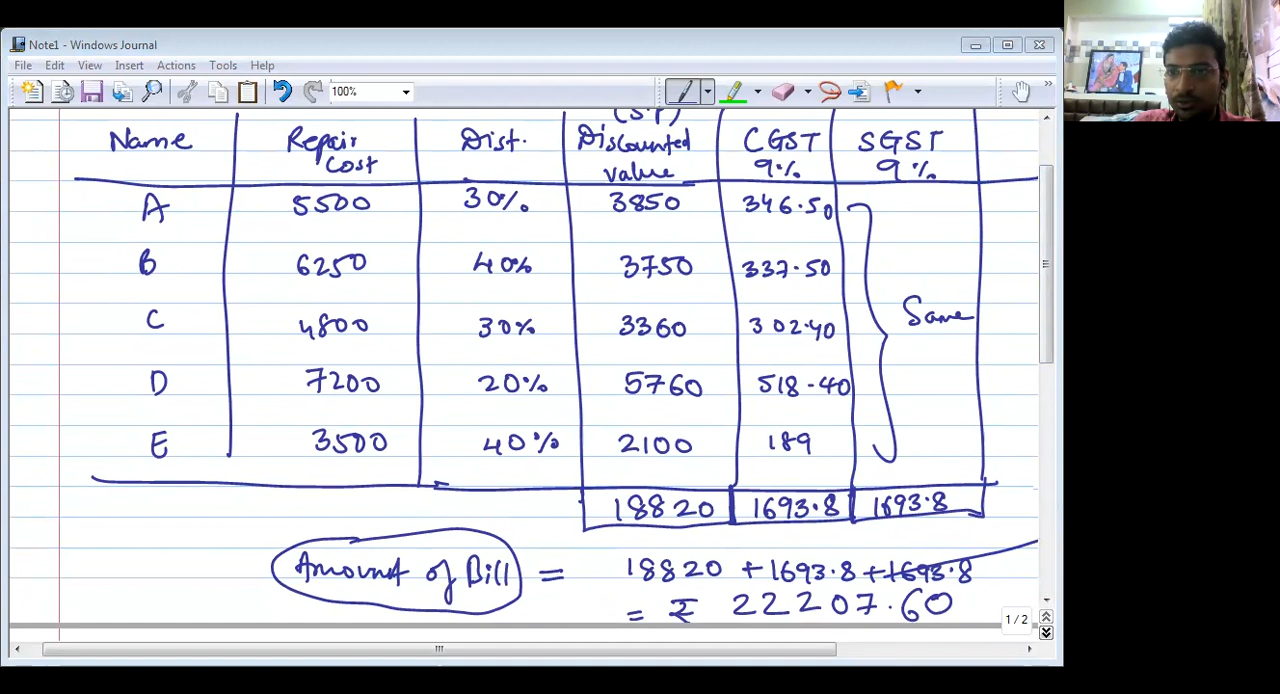 Note1 - Windows Journal
File Edit View Insert Actions Tools Help
100%
(S.P)
Name Repair Cost Dist. Discounted value CGST 9% SGST 9%
A 5500 30% 3850 346.50
B 6250 40% 3750 337.50
C 4800 30% 3360 302.40 Same
D 7200 20% 5760 518.40
E 3500 40% 2100 189
18820 1693.8 1693.8
Amount of Bill = 18820 + 1693.8 + 1693.8
= ₹ 22207.60
1 / 2